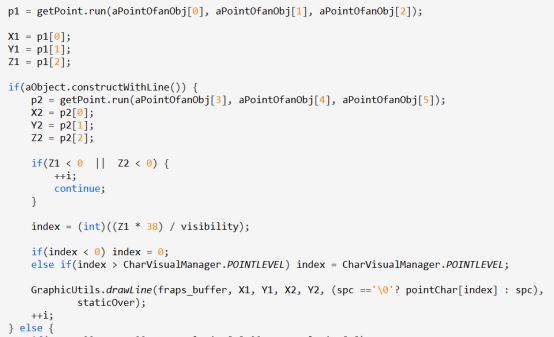 p1 = getPoint.run(aPointOfanObj[0], aPointOfanObj[1], aPointOfanObj[2]);
X1 = p1[0];
Y1 = p1[1];
Z1 = p1[2];
if(aObject.constructWithLine()) {
p2 = getPoint.run(aPointOfanObj[3], aPointOfanObj[4], aPointOfanObj[5]);
X2 = p2[0];
Y2 = p2[1];
Z2 = p2[2];
if(Z1 < 0 || Z2 < 0) {
++i;
continue;
}
index = (int)((Z1 * 38) / visibility);
if(index < 0) index = 0;
else if(index > CharVisualManager.POINTLEVEL) index = CharVisualManager.POINTLEVEL;
GraphicUtils.drawLine(fraps_buffer, X1, Y1, X2, Y2, (spc =='\0'? pointChar[index] : spc),
staticOver);
++i;
} else {